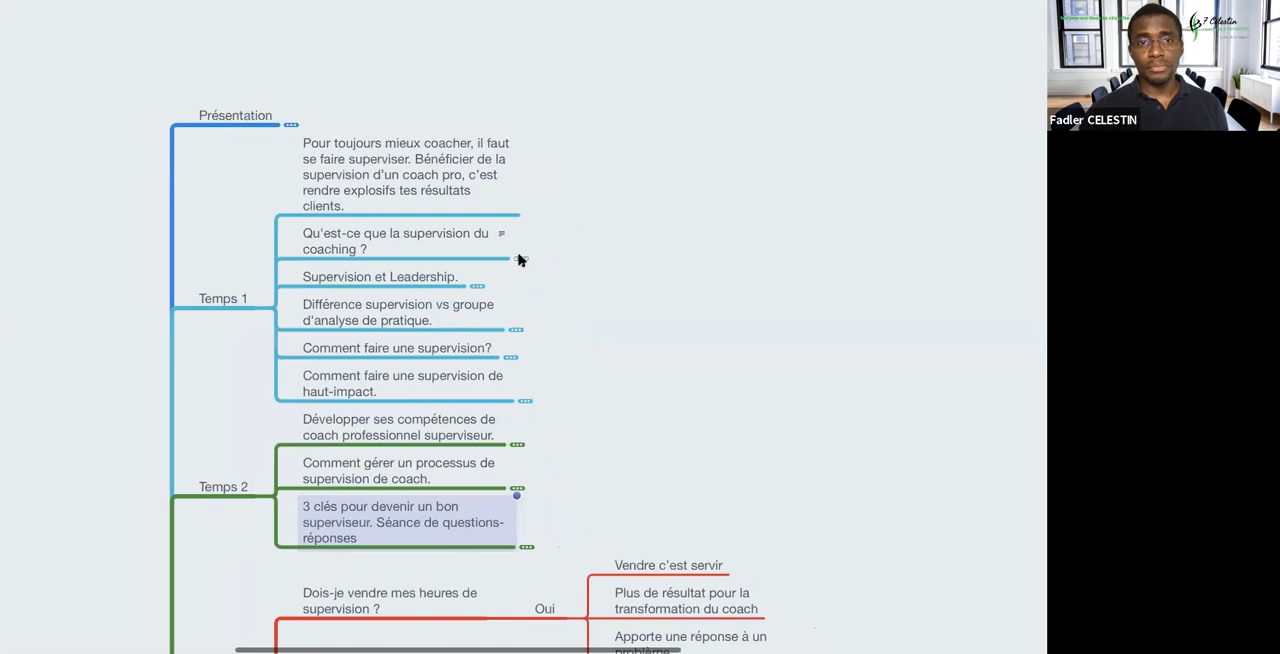 Présentation
Pour toujours mieux coacher, il faut
se faire superviser. Bénéficier de la
supervision d'un coach pro, c'est
rendre explosifs tes résultats
clients.
Qu'est-ce que la supervision du
coaching ?
Supervision et Leadership.
Temps 1
Différence supervision vs groupe
d'analyse de pratique.
Comment faire une supervision?
Comment faire une supervision de
haut-impact.
Développer ses compétences de
coach professionnel superviseur.
Comment gérer un processus de
supervision de coach.
Temps 2
3 clés pour devenir un bon
superviseur. Séance de questions-
réponses
Dois-je vendre mes heures de
supervision ?
Oui
Vendre c'est servir
Plus de résultat pour la
transformation du coach
Apporte une réponse à un
problème
Celestin
Fadler CELESTIN